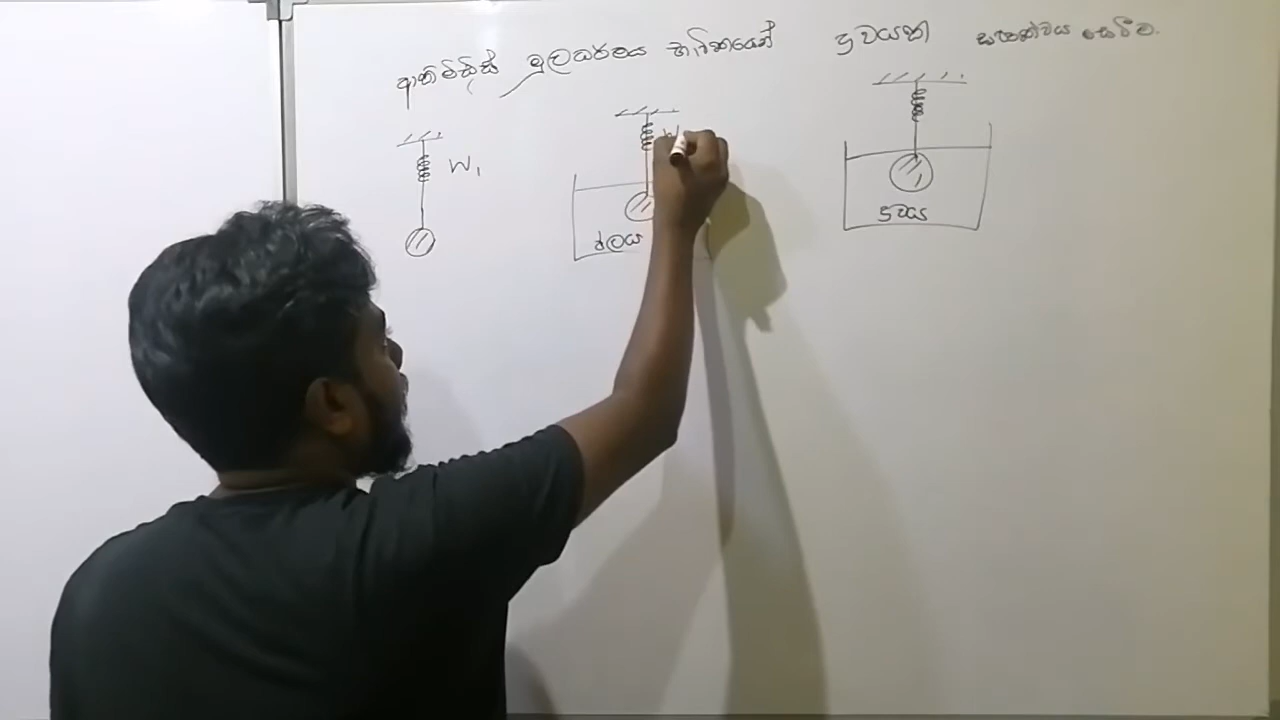 ආකිමිඩිස් මූලධර්මය භාවිතයෙන් ද්‍රවයක සාපේක්ෂ ඝනත්වය සෙවීම.
W₁
W
ජලය
ද්‍රවය